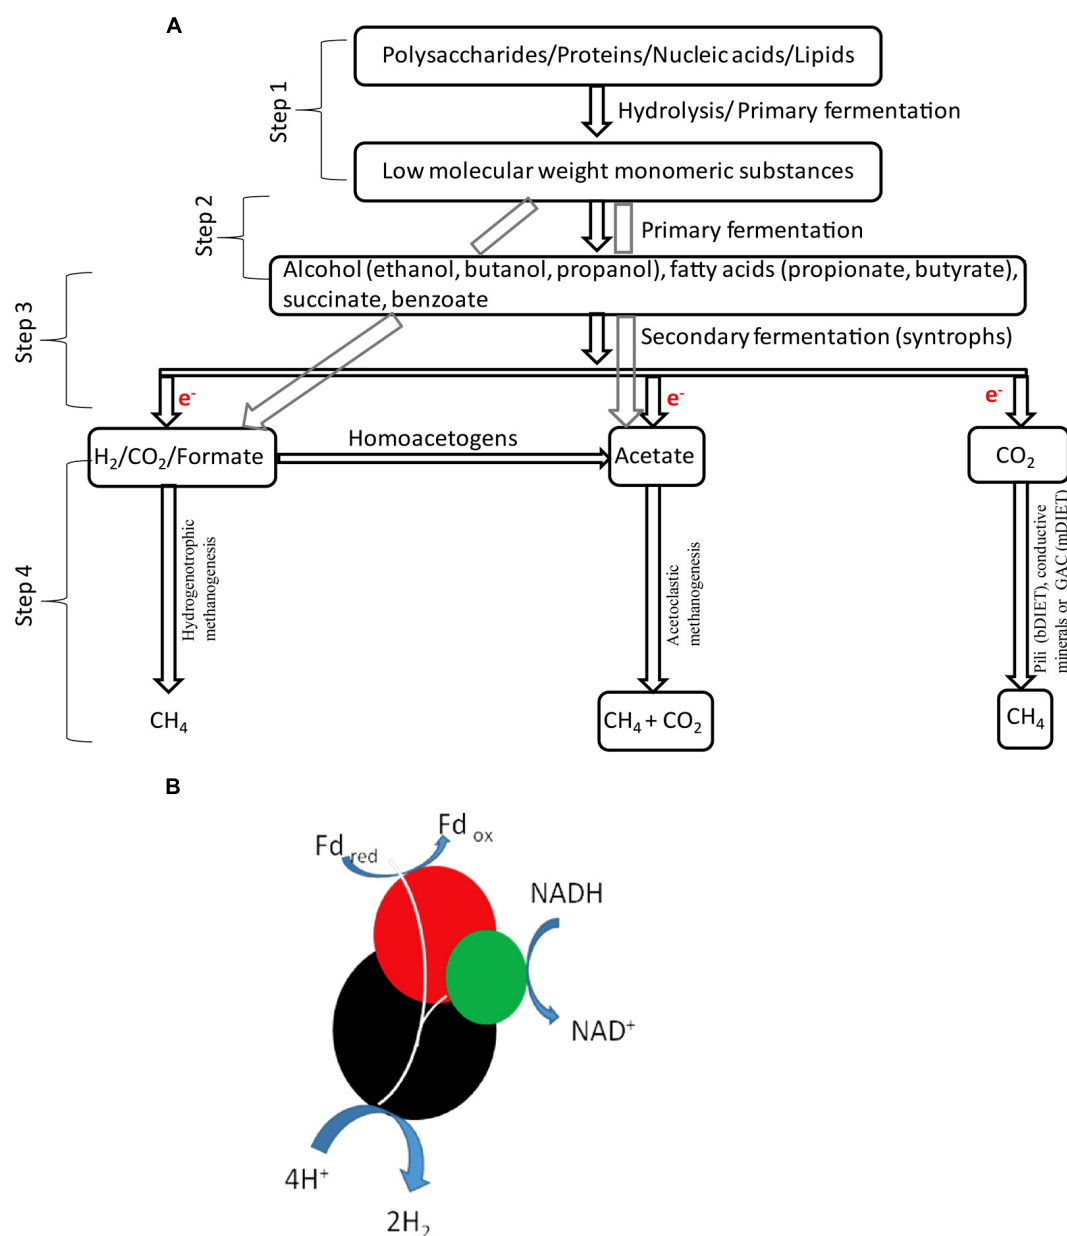 A
Polysaccharides/Proteins/Nucleic acids/Lipids
Step 1
Hydrolysis/ Primary fermentation
Low molecular weight monomeric substances
Step 2
Primary fermentation
Alcohol (ethanol, butanol, propanol), fatty acids (propionate, butyrate),
succinate, benzoate
Step 3
Secondary fermentation (syntrophs)
e-
e-
e-
H2/CO2/Formate
Homoacetogens
Acetate
CO2
Step 4
Hydrogenotrophic
methanogenesis
Acetoclastic
methanogenesis
Pili (bDIET), conductive
minerals or GAC (mDIET)
CH4
CH4 + CO2
CH4
B
Fd red
Fd ox
NADH
NAD+
4H+
2H2